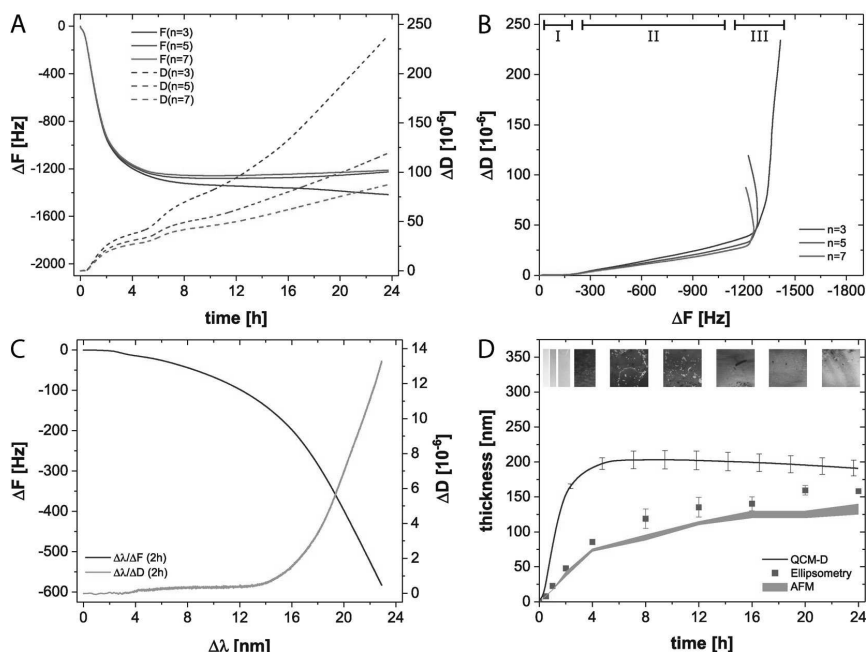 A
F(n=3)
F(n=5)
F(n=7)
D(n=3)
D(n=5)
D(n=7)
0
-400
-800
-1200
-1600
-2000
ΔF [Hz]
250
200
150
100
50
0
ΔD [10-6]
0 4 8 12 16 20 24
time [h]
B
I II III
250
200
150
100
50
0
ΔD [10-6]
n=3
n=5
n=7
0 -300 -600 -900 -1200 -1500 -1800
ΔF [Hz]
C
0
-100
-200
-300
-400
-500
-600
ΔF [Hz]
14
12
10
8
6
4
2
0
ΔD [10-6]
Δλ/ΔF (2h)
Δλ/ΔD (2h)
0 4 8 12 16 20 24
Δλ [nm]
D
350
300
250
200
150
100
50
0
thickness [nm]
QCM-D
Ellipsometry
AFM
0 4 8 12 16 20 24
time [h]